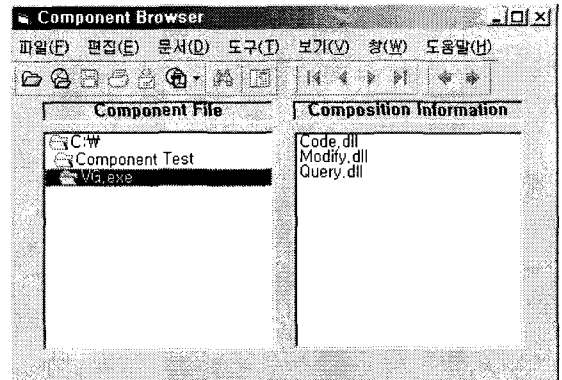 Component Browser
파일(F) 편집(E) 문서(D) 도구(T) 보기(V) 창(W) 도움말(H)
Component File
Composition Information
C:₩
Component Test
VG.exe
Code.dll
Modify.dll
Query.dll